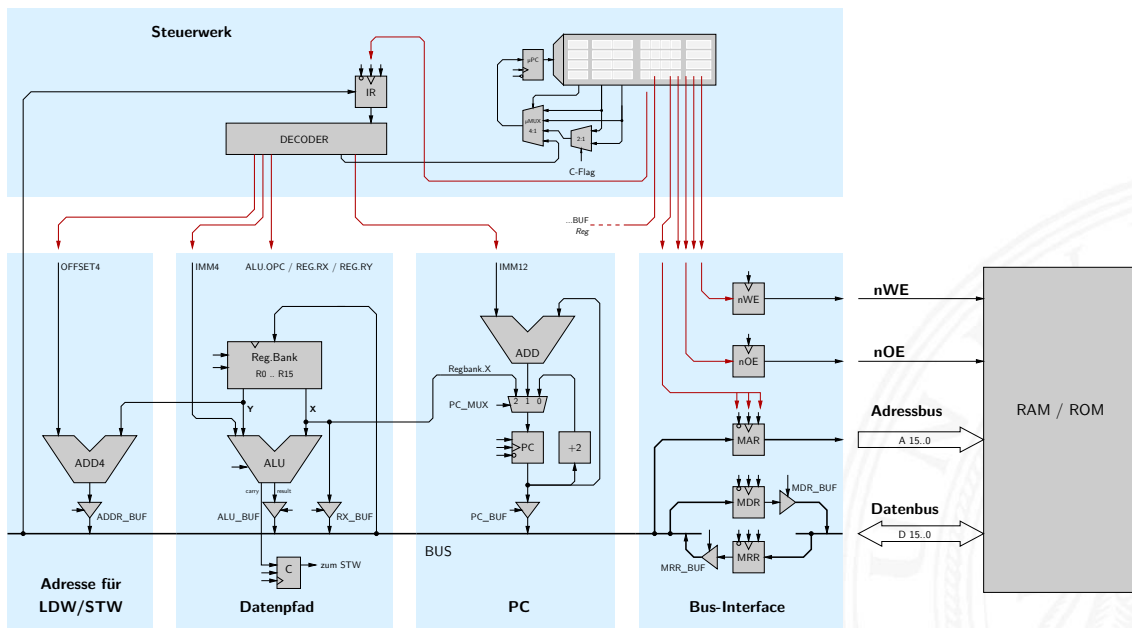 Steuerwerk
µPC
IR
µMUX
4:1
2:1
DECODER
C-Flag
...BUF
Reg
OFFSET4
IMM4
ALU.OPC / REG.RX / REG.RY
IMM12
nWE
nWE
ADD
Reg.Bank
R0 .. R15
nOE
nOE
Regbank.X
Y
X
PC_MUX
2 1 0
Adressbus
RAM / ROM
MAR
A 15..0
ADD4
ALU
PC
+2
carry
result
MDR_BUF
MDR
ADDR_BUF
ALU_BUF
RX_BUF
PC_BUF
Datenbus
D 15..0
BUS
MRR
MRR_BUF
C
zum STW
Adresse für
LDW/STW
Datenpfad
PC
Bus-Interface